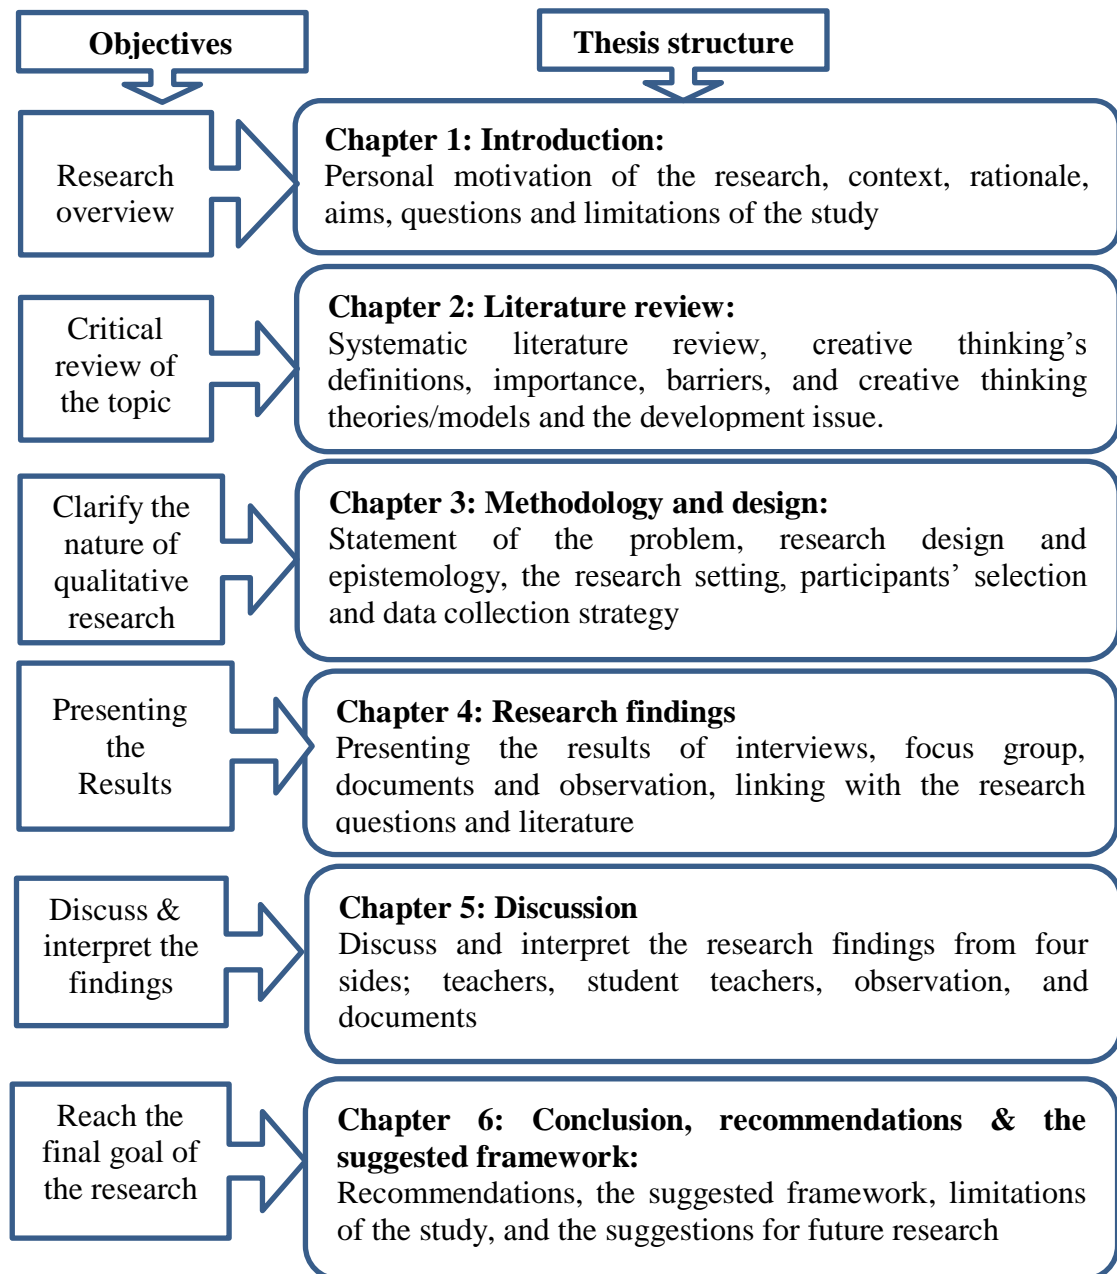 Objectives
Thesis structure
Research
overview
Chapter 1: Introduction:
Personal motivation of the research, context, rationale,
aims, questions and limitations of the study
Critical
review of
the topic
Chapter 2: Literature review:
Systematic literature review, creative thinking’s
definitions, importance, barriers, and creative thinking
theories/models and the development issue.
Clarify the
nature of
qualitative
research
Chapter 3: Methodology and design:
Statement of the problem, research design and
epistemology, the research setting, participants’ selection
and data collection strategy
Presenting
the
Results
Chapter 4: Research findings
Presenting the results of interviews, focus group,
documents and observation, linking with the research
questions and literature
Discuss &
interpret the
findings
Chapter 5: Discussion
Discuss and interpret the research findings from four
sides; teachers, student teachers, observation, and
documents
Reach the
final goal of
the research
Chapter 6: Conclusion, recommendations & the
suggested framework:
Recommendations, the suggested framework, limitations
of the study, and the suggestions for future research